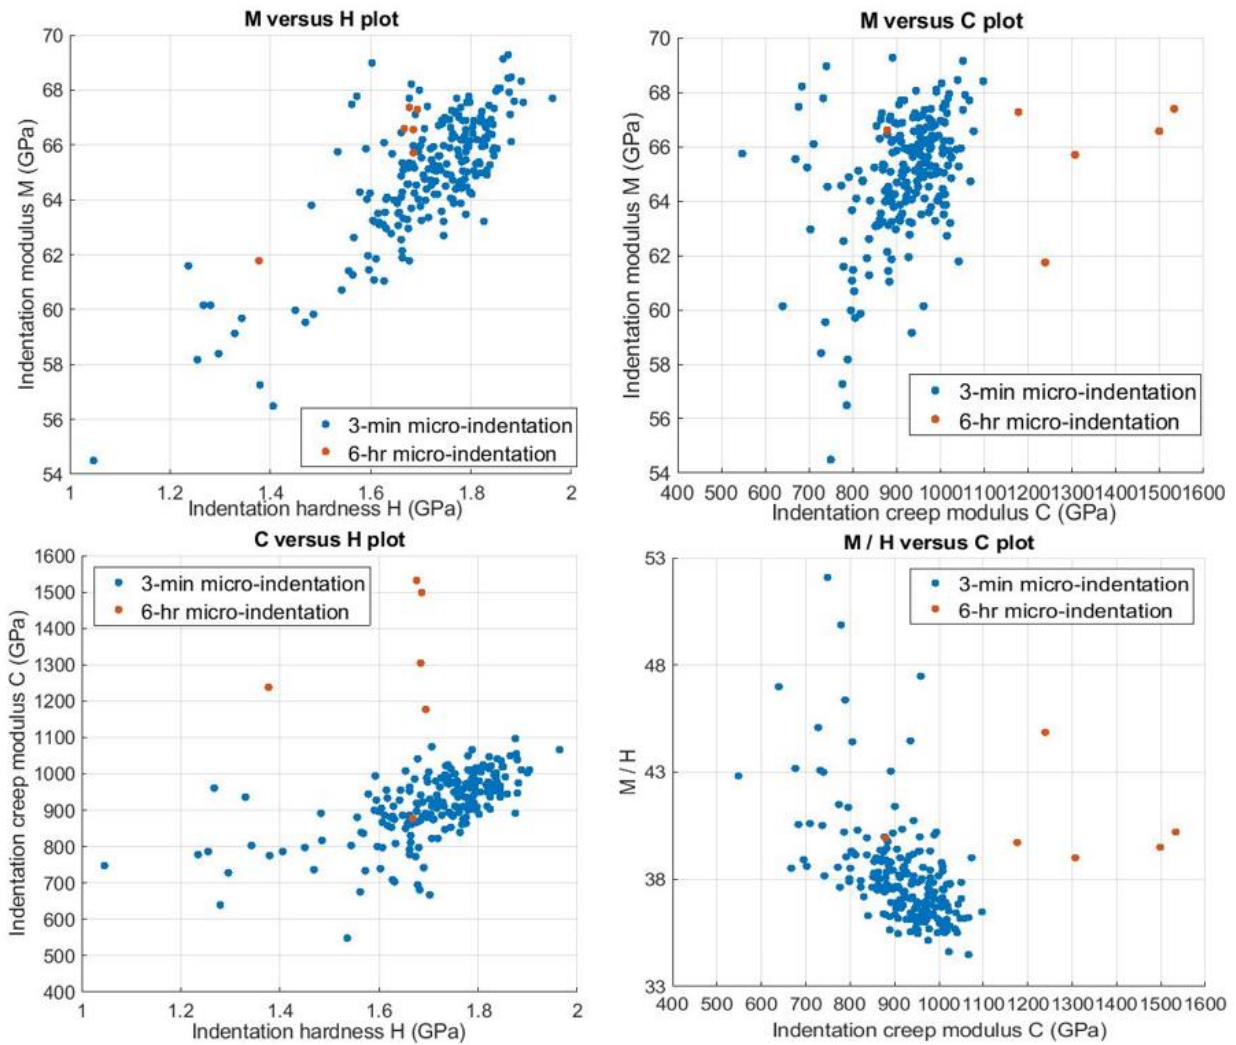 M versus H plot
Indentation modulus M (GPa)
70
68
66
64
62
60
58
56
54
3-min micro-indentation
6-hr micro-indentation
1 1.2 1.4 1.6 1.8 2
Indentation hardness H (GPa)
M versus C plot
Indentation modulus M (GPa)
70
68
66
64
62
60
58
56
54
3-min micro-indentation
6-hr micro-indentation
400 500 600 700 800 900 1000 1100 1200 1300 1400 1500 1600
Indentation creep modulus C (GPa)
C versus H plot
Indentation creep modulus C (GPa)
1600
1500
1400
1300
1200
1100
1000
900
800
700
600
500
400
3-min micro-indentation
6-hr micro-indentation
1 1.2 1.4 1.6 1.8 2
Indentation hardness H (GPa)
M / H versus C plot
M / H
53
48
43
38
33
3-min micro-indentation
6-hr micro-indentation
400 500 600 700 800 900 1000 1100 1200 1300 1400 1500 1600
Indentation creep modulus C (GPa)